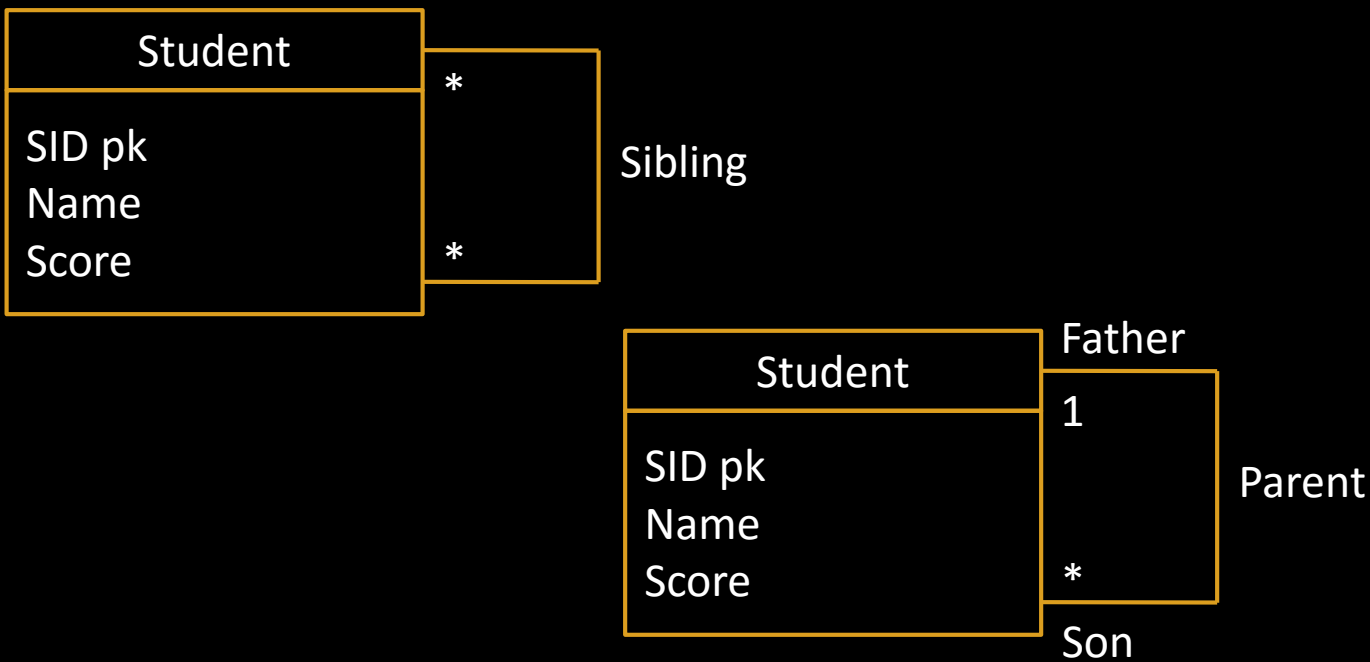 Student
*
SID pk
Name
Score
*
Sibling
Student
SID pk
Name
Score
Father
1
*
Son
Parent